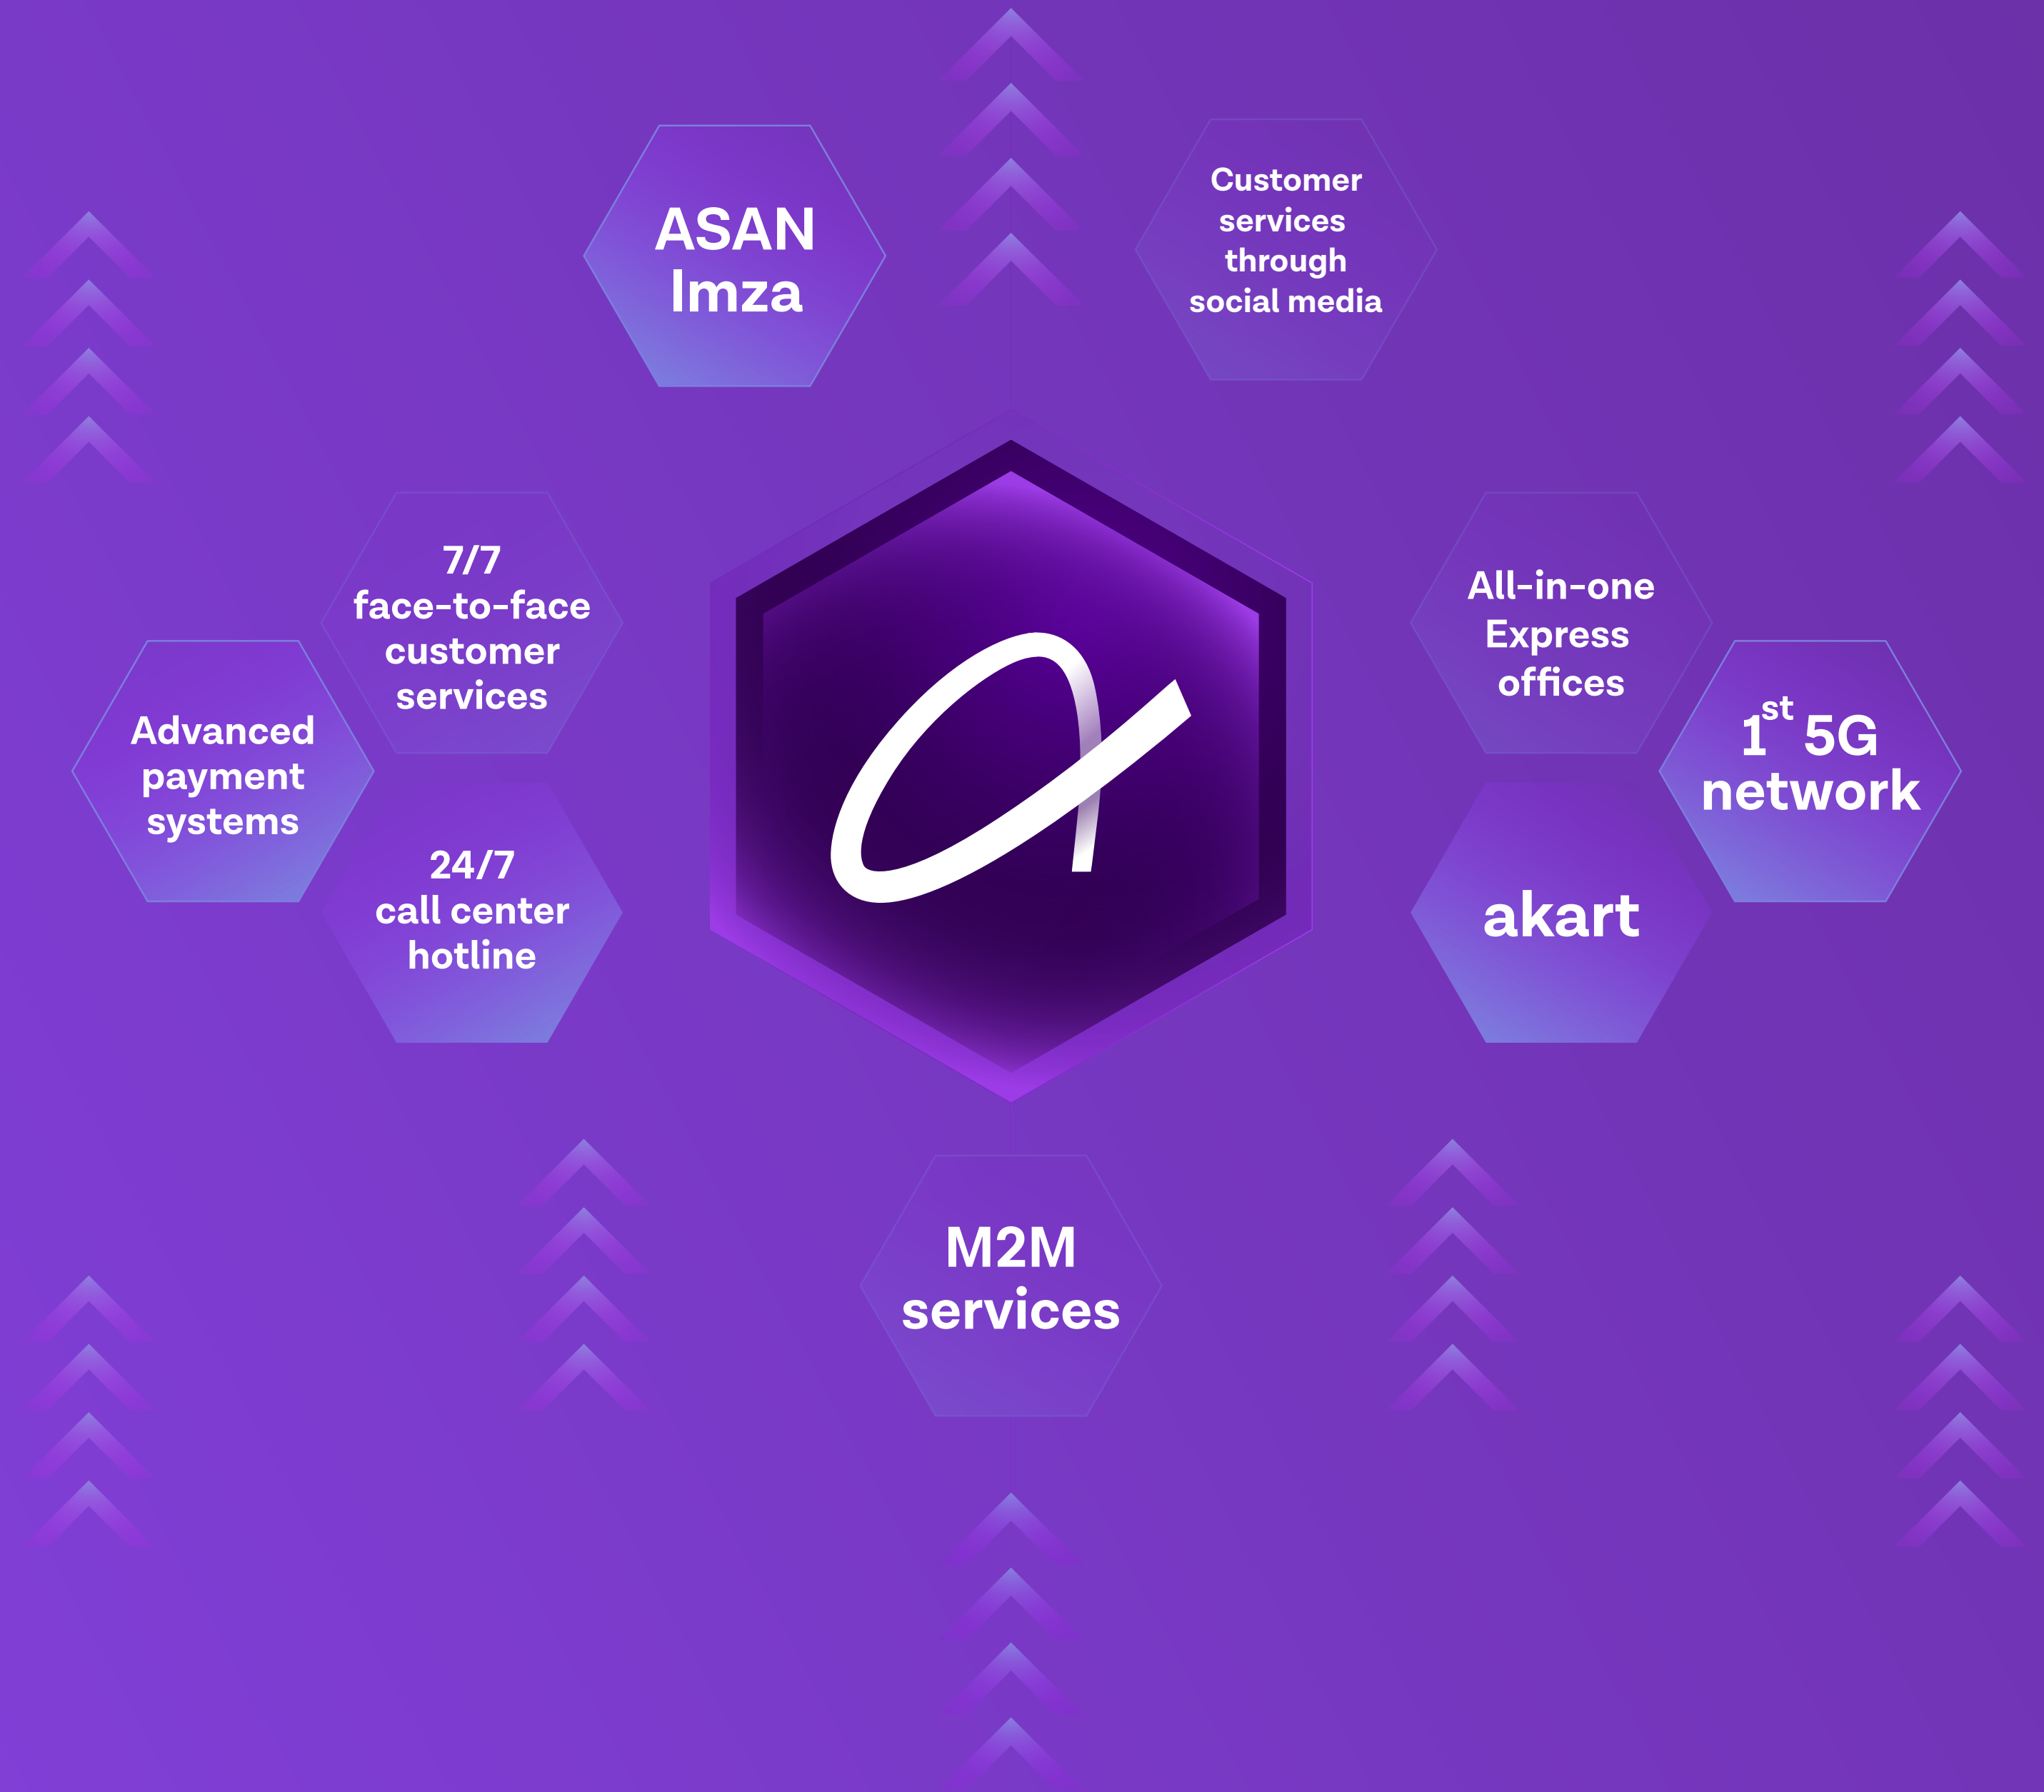 ASAN
Imza
Customer
services
through
social media
7/7
face-to-face
customer
services
All-in-one
Express
offices
Advanced
payment
systems
1st 5G
network
24/7
call center
hotline
akart
M2M
services